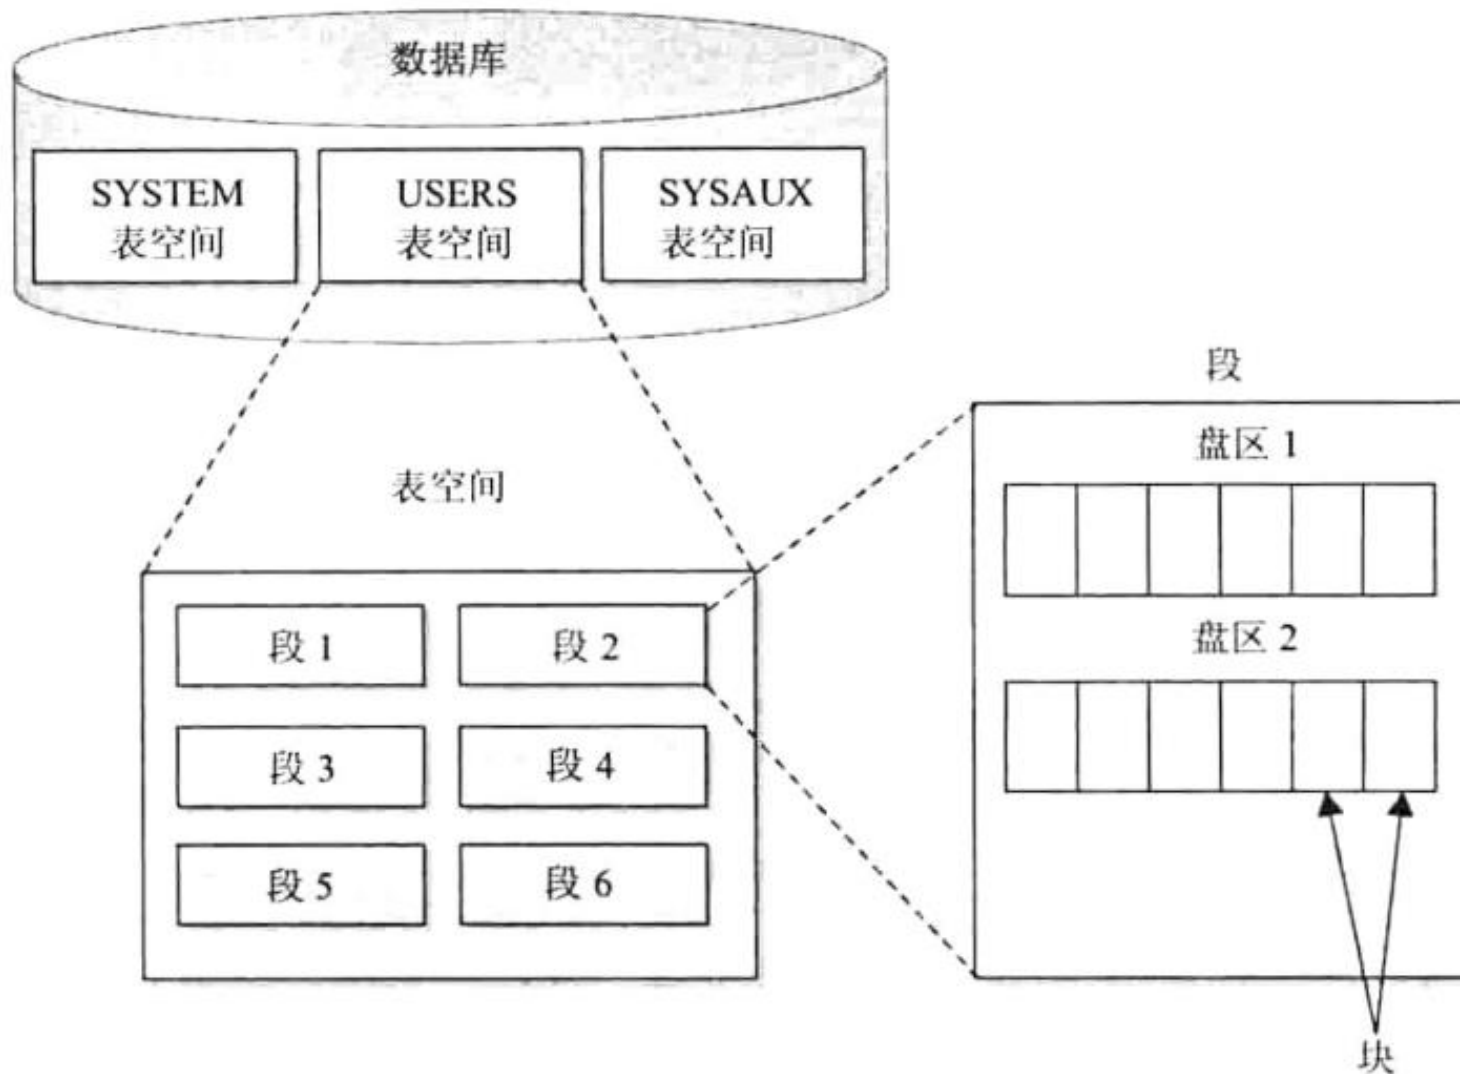 数据库
SYSTEM
表空间
USERS
表空间
SYSAUX
表空间
表空间
段 1
段 2
段 3
段 4
段 5
段 6
段
盘区 1
盘区 2
块